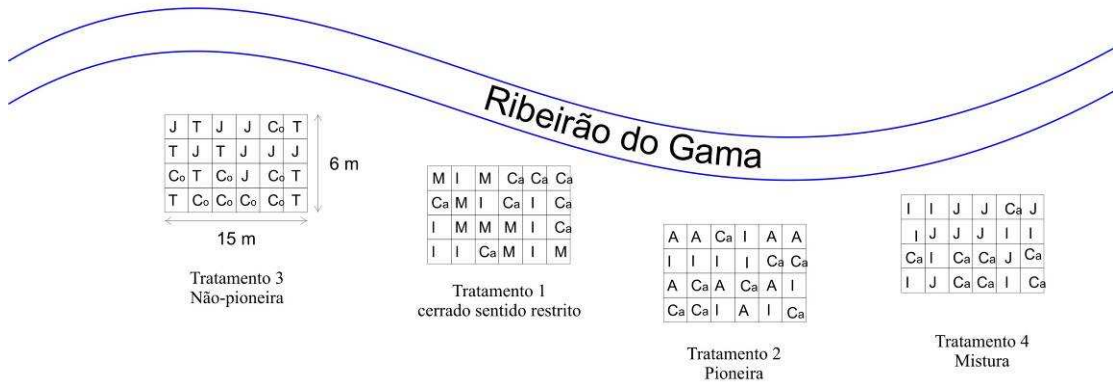 Ribeirão do Gama
J T J J Co T
T J T J J J
Co T Co J Co T
T Co Co Co Co T
6 m
15 m
Tratamento 3
Não-pioneira
M I M Ca Ca Ca
Ca M I Ca I Ca
I M M M I Ca
I I Ca M I M
Tratamento 1
cerrado sentido restrito
A A Ca I A A
I I I I Ca Ca
A Ca A Ca A I
Ca Ca I A I Ca
Tratamento 2
Pioneira
I I J J Ca J
I J J J I I
Ca I Ca Ca J Ca
I J Ca Ca I Ca
Tratamento 4
Mistura